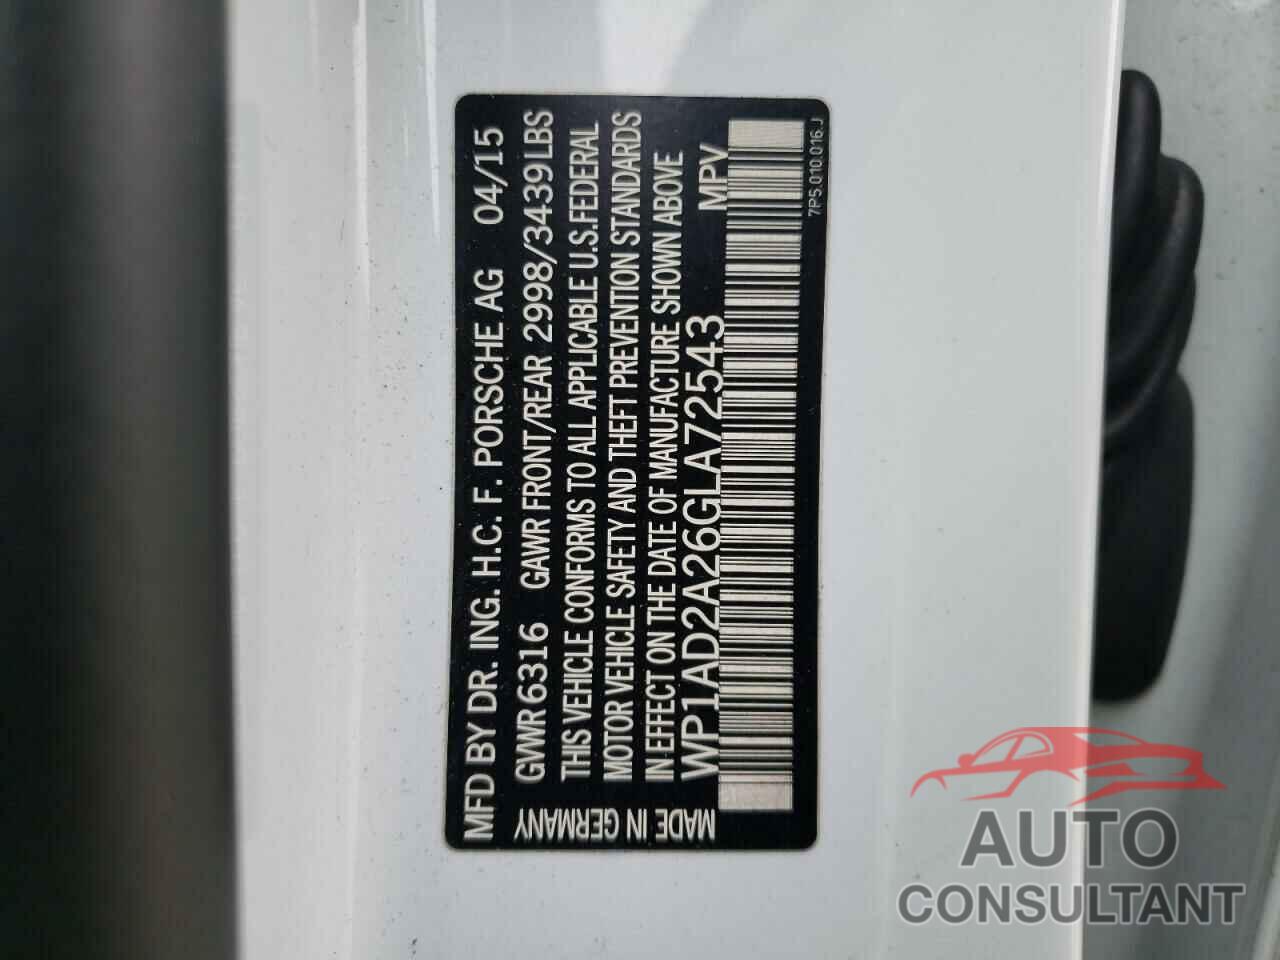 MFD BY DR. ING. H.C. F. PORSCHE AG 04/15
GVWR 6316 GAWR FRONT/REAR 2998/3439 LBS
THIS VEHICLE CONFORMS TO ALL APPLICABLE U.S.FEDERAL
MOTOR VEHICLE SAFETY AND THEFT PREVENTION STANDARDS
IN EFFECT ON THE DATE OF MANUFACTURE SHOWN ABOVE
WP1AD2A26GLA72543 MPV
MADE IN GERMANY
7P5.010.016.J
AUTO
CONSULTANT